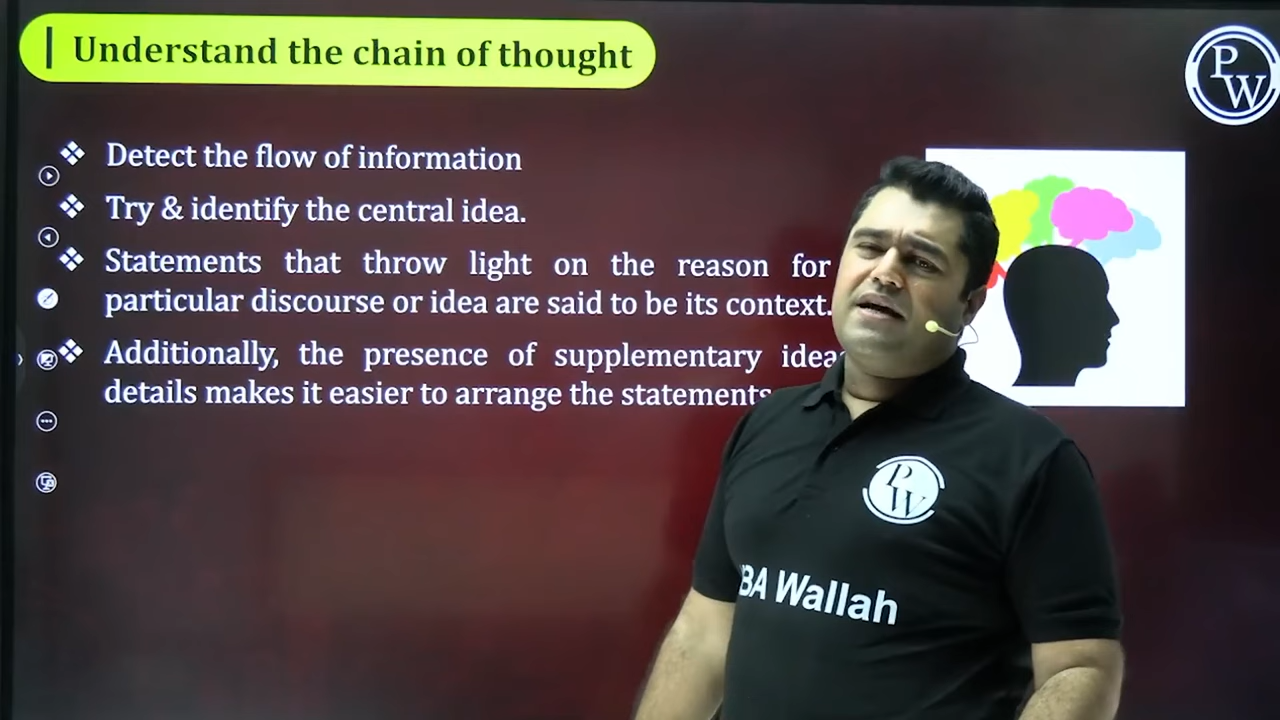 Understand the chain of thought
PW
Detect the flow of information
Try & identify the central idea.
Statements that throw light on the reason for
particular discourse or idea are said to be its context.
Additionally, the presence of supplementary
details makes it easier to arrange the statements
PW
Wallah